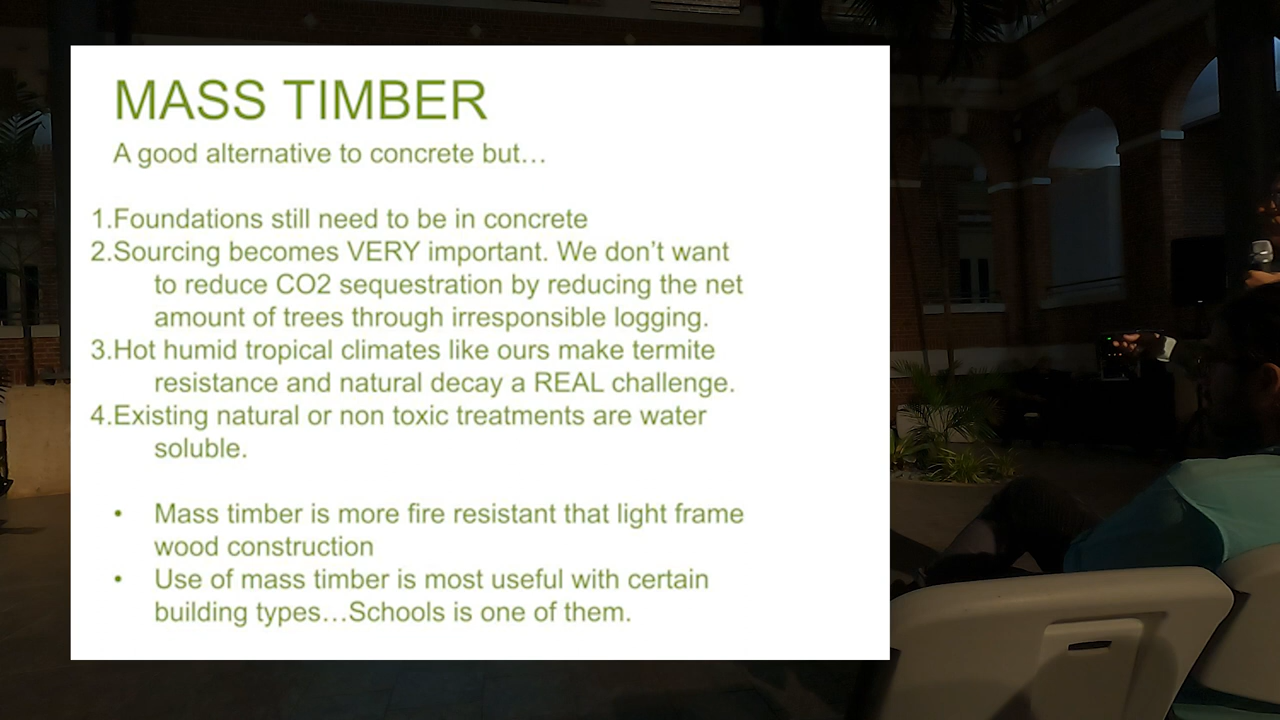 MASS TIMBER
A good alternative to concrete but…
1.Foundations still need to be in concrete
2.Sourcing becomes VERY important. We don’t want
to reduce CO2 sequestration by reducing the net
amount of trees through irresponsible logging.
3.Hot humid tropical climates like ours make termite
resistance and natural decay a REAL challenge.
4.Existing natural or non toxic treatments are water
soluble.
• Mass timber is more fire resistant that light frame
wood construction
• Use of mass timber is most useful with certain
building types…Schools is one of them.